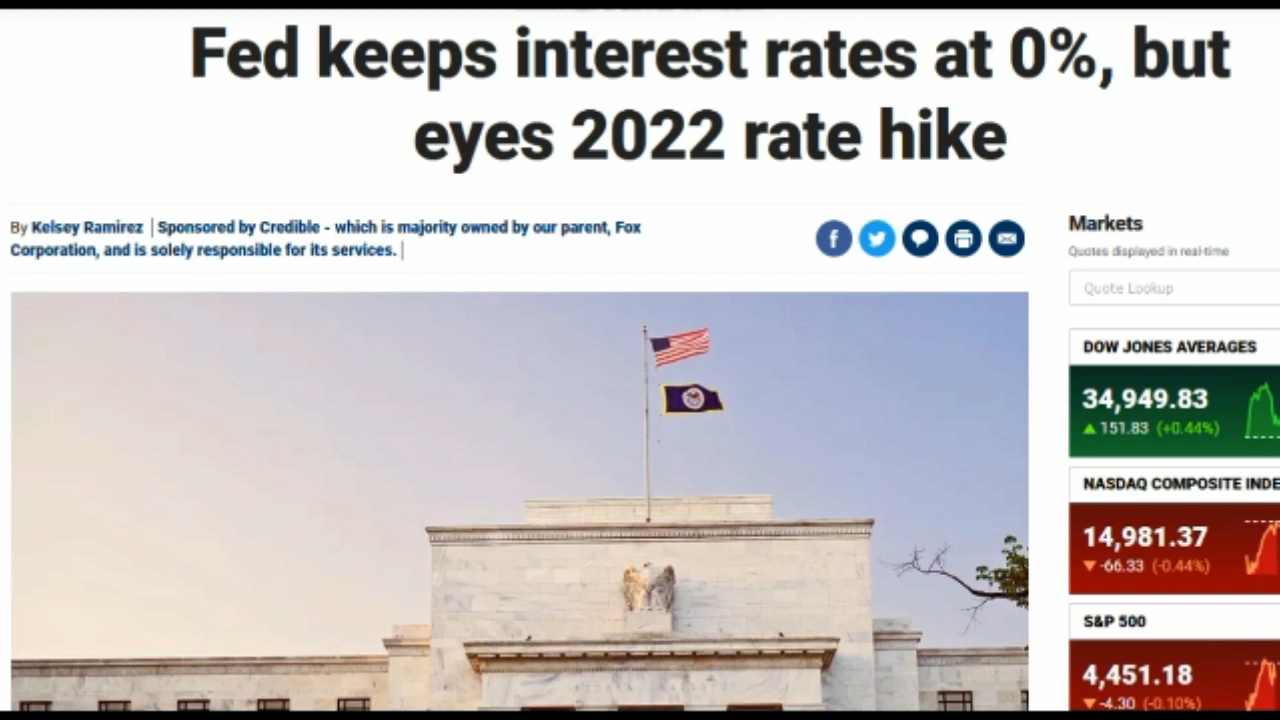 Fed keeps interest rates at 0%, but
eyes 2022 rate hike
By Kelsey Ramirez | Sponsored by Credible - which is majority owned by our parent, Fox
Corporation, and is solely responsible for its services. |
Markets
Quotes displayed in real-time
Quote Lookup
DOW JONES AVERAGES
34,949.83
▲ 151.83 (+0.44%)
NASDAQ COMPOSITE INDE
14,981.37
▼ -66.33 (-0.44%)
S&P 500
4,451.18
▼ -4.30 (-0.10%)